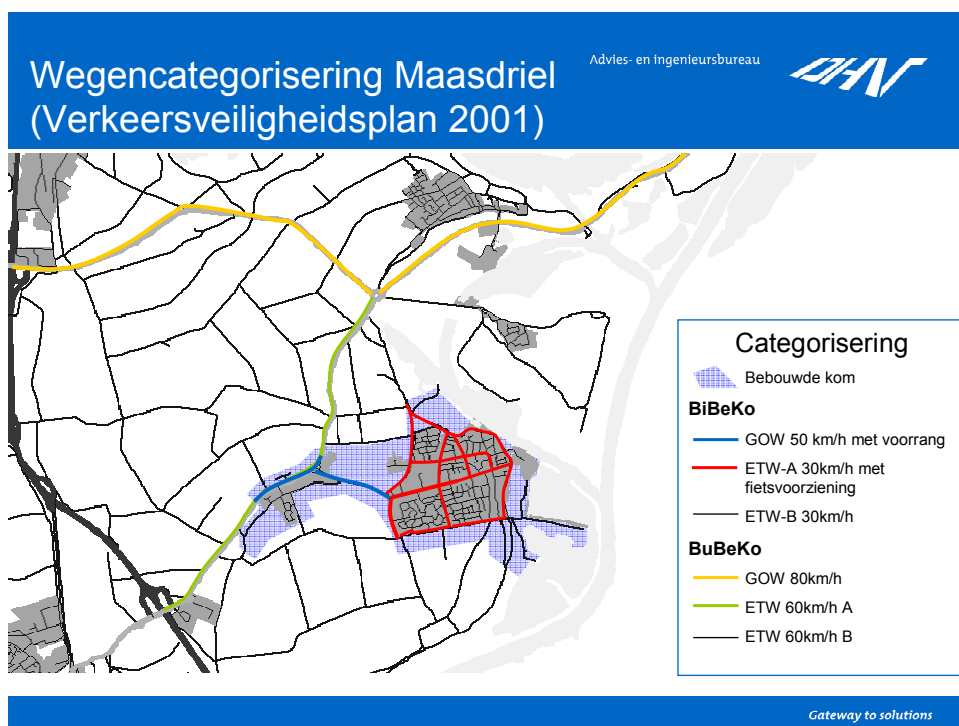 Wegencategorisering Maasdriel
(Verkeersveiligheidsplan 2001)
Advies- en ingenieursbureau
DHV
Categorisering
Bebouwde kom
BiBeKo
GOW 50 km/h met voorrang
ETW-A 30km/h met
fietsvoorziening
ETW-B 30km/h
BuBeKo
GOW 80km/h
ETW 60km/h A
ETW 60km/h B
Gateway to solutions